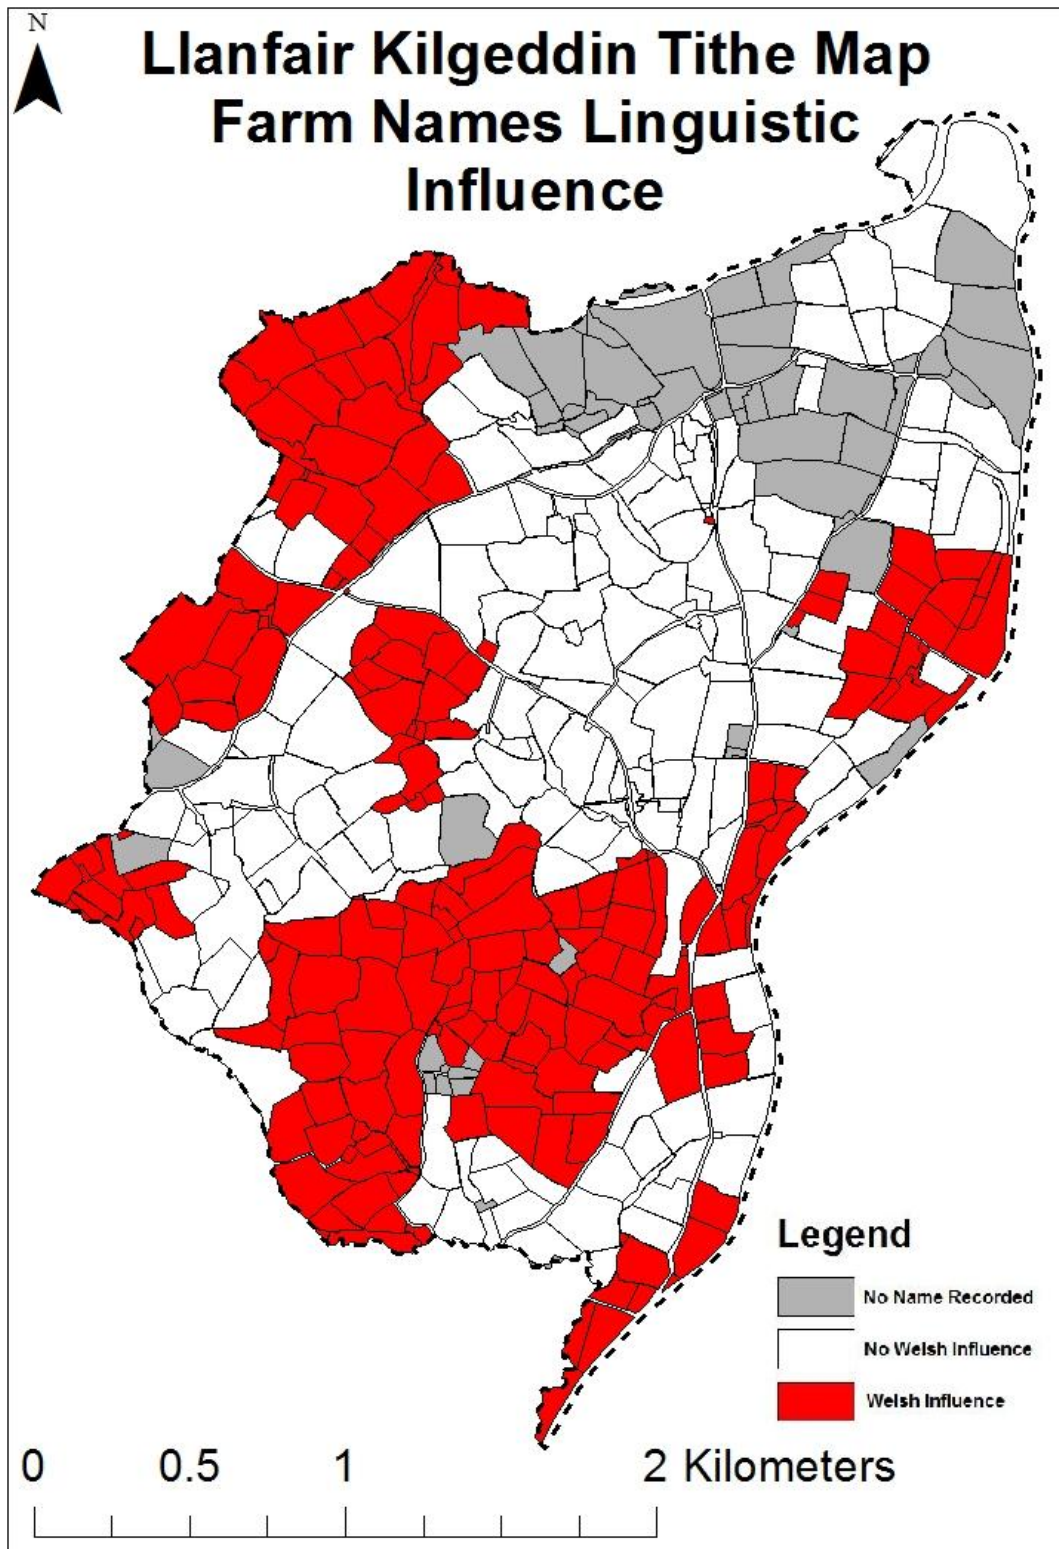 N
Llanfair Kilgeddin Tithe Map
Farm Names Linguistic
Influence
Legend
No Name Recorded
No Welsh Influence
Welsh Influence
0 0.5 1 2 Kilometers